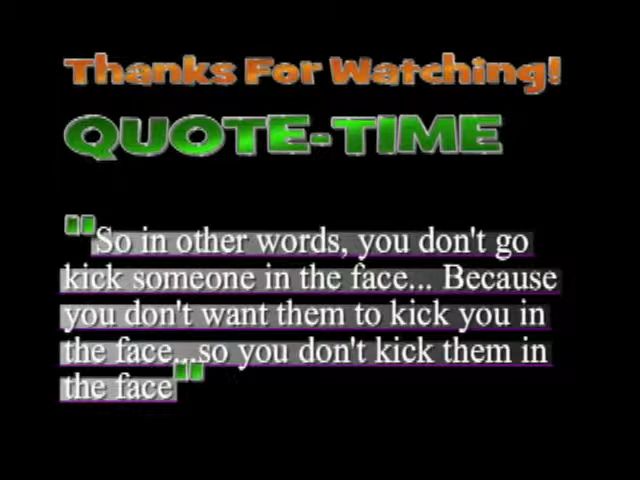 Thanks For Watching!
QUOTE-TIME
"So in other words, you don't go
kick someone in the face... Because
you don't want them to kick you in
the face...so you don't kick them in
the face"